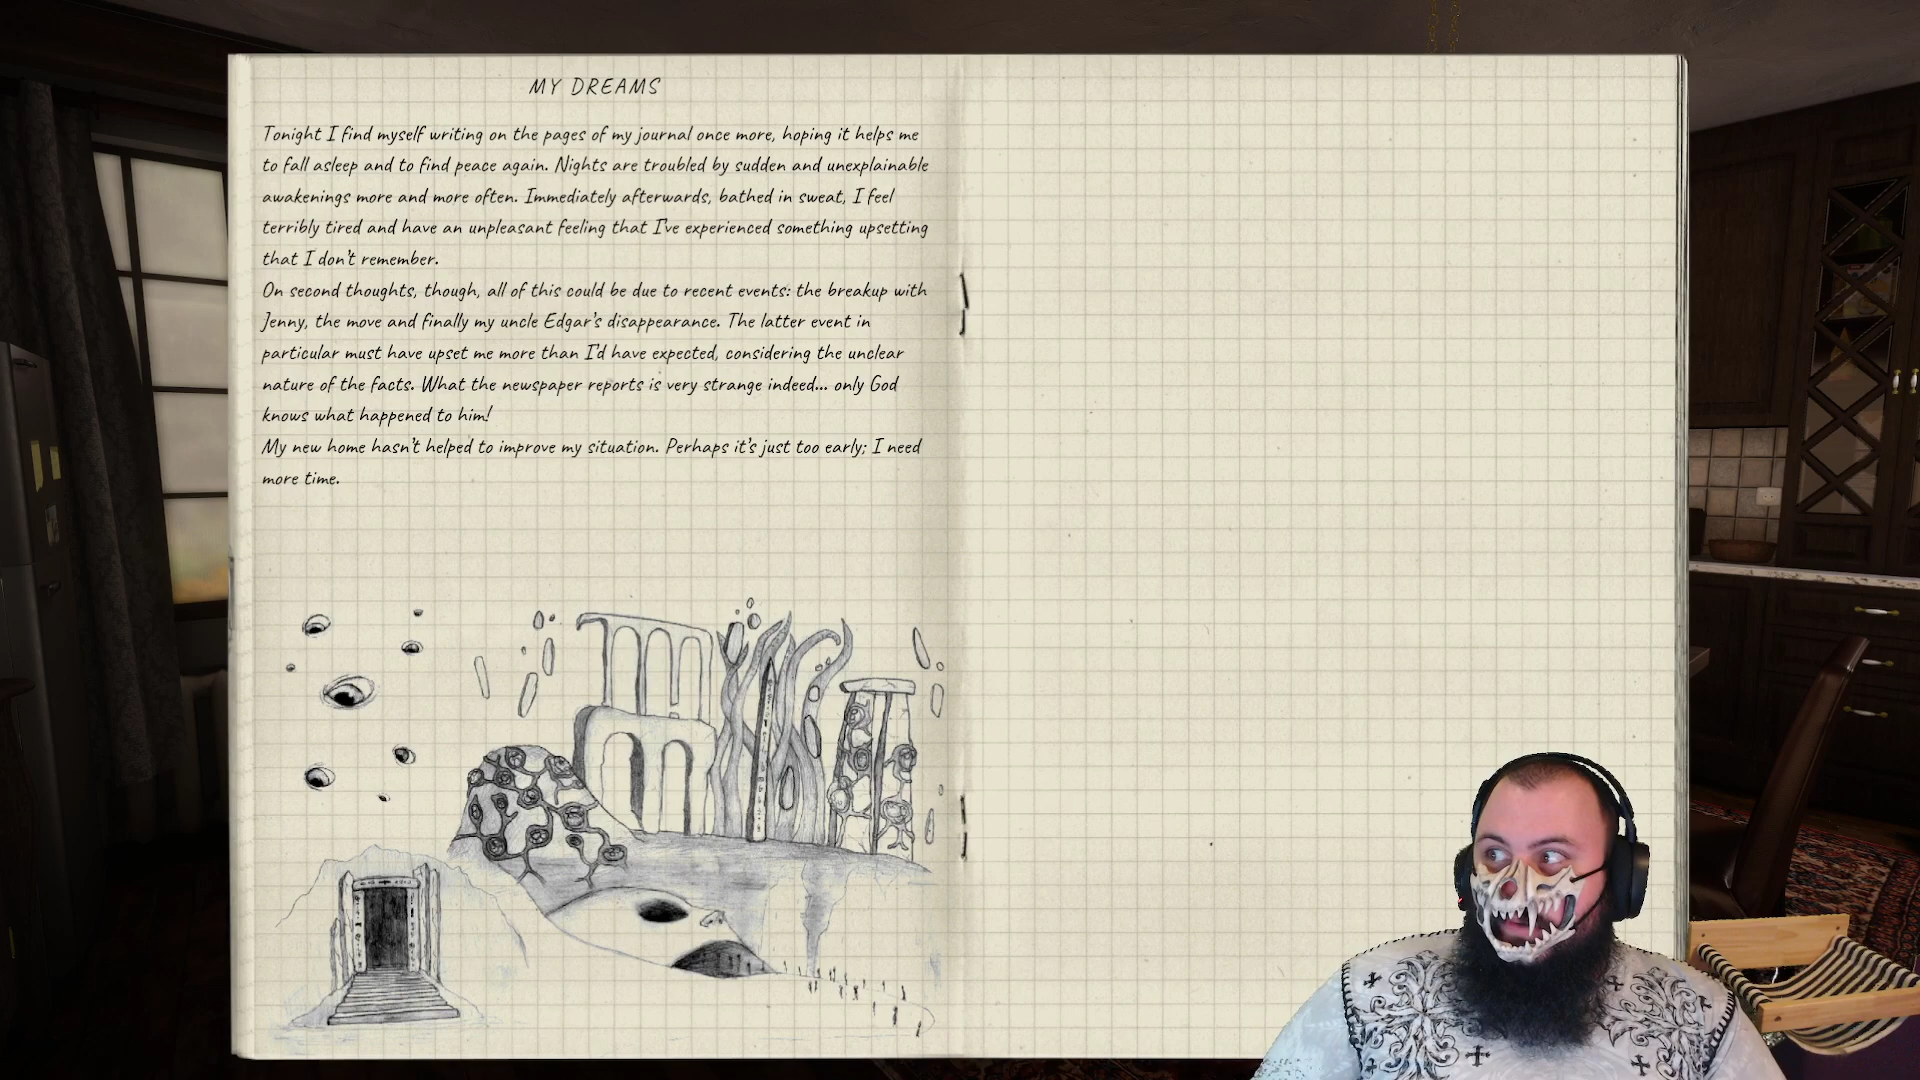 MY DREAMS
Tonight I find myself writing on the pages of my journal once more, hoping it helps me
to fall asleep and to find peace again. Nights are troubled by sudden and unexplainable
awakenings more and more often. Immediately afterwards, bathed in sweat, I feel
terribly tired and have an unpleasant feeling that I've experienced something upsetting
that I don't remember.
On second thoughts, though, all of this could be due to recent events: the breakup with
Jenny, the move and finally my uncle Edgar's disappearance. The latter event in
particular must have upset me more than I'd have expected, considering the unclear
nature of the facts. What the newspaper reports is very strange indeed... only God
knows what happened to him!
My new home hasn't helped to improve my situation. Perhaps it's just too early; I need
more time.